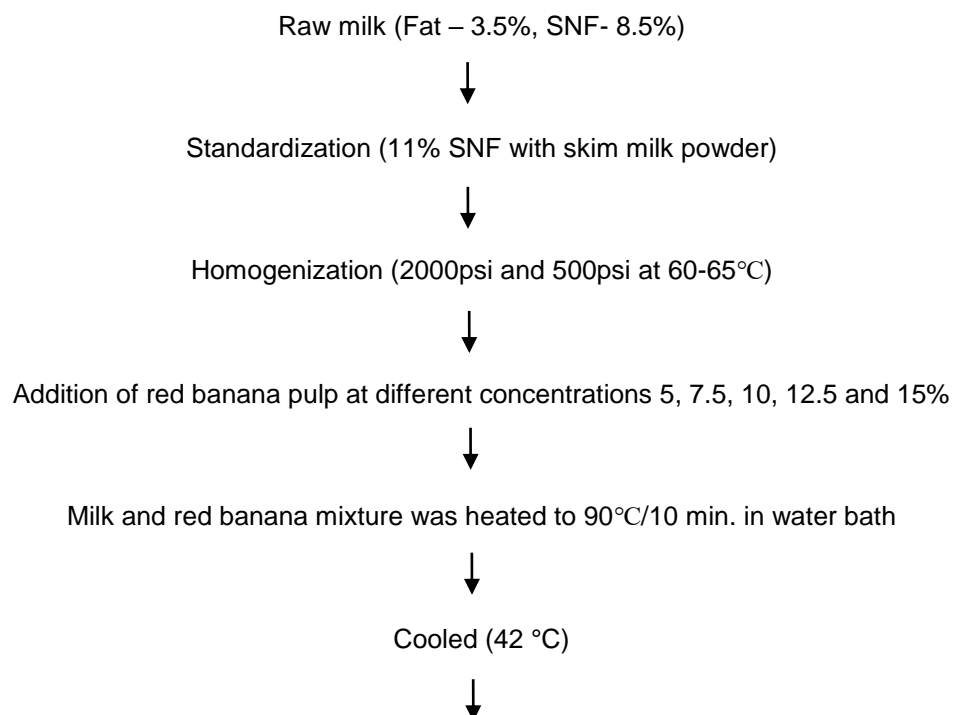 Raw milk (Fat – 3.5%, SNF- 8.5%)
Standardization (11% SNF with skim milk powder)
Homogenization (2000psi and 500psi at 60-65℃)
Addition of red banana pulp at different concentrations 5, 7.5, 10, 12.5 and 15%
Milk and red banana mixture was heated to 90℃/10 min. in water bath
Cooled (42 °C)